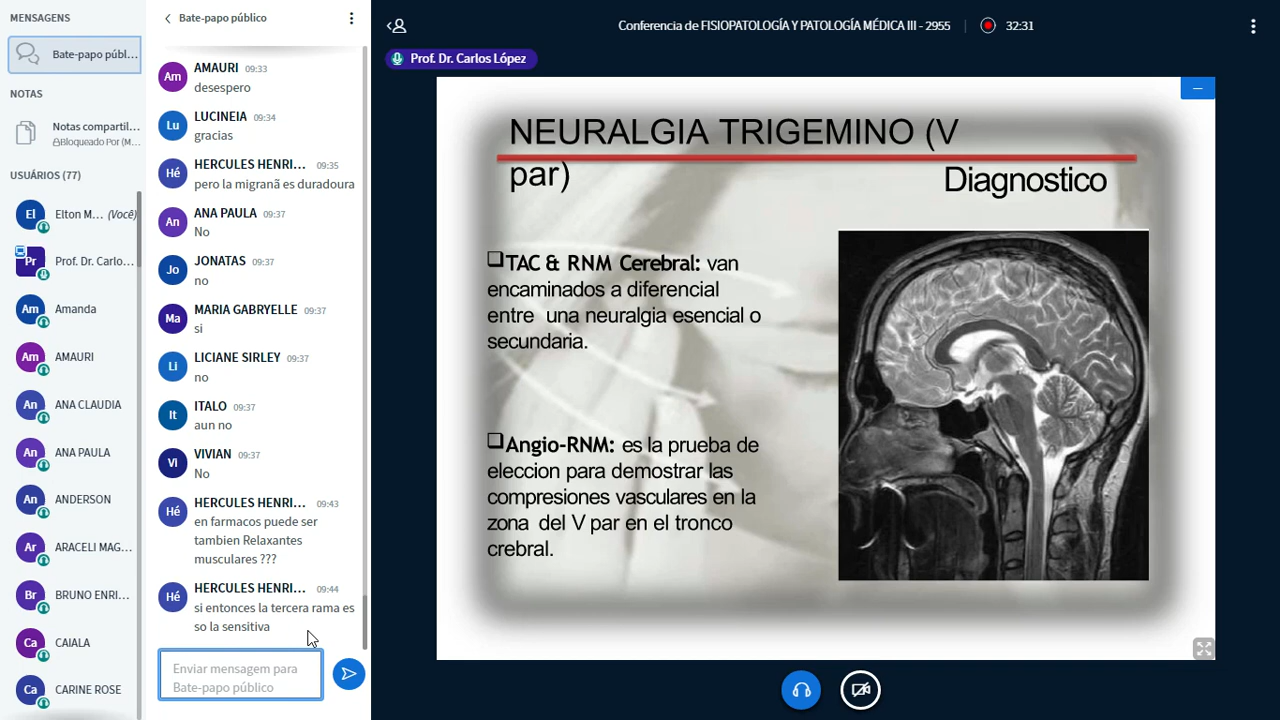 MENSAGENS
Bate-papo públ...
NOTAS
Notas compartil...
Bloqueado Por (M...
USUÁRIOS (77)
El
Elton M... (Você)
Pr
Prof. Dr. Carlo...
Am
Amanda
Am
AMAURI
An
ANA CLAUDIA
An
ANA PAULA
An
ANDERSON
Ar
ARACELI MAG...
Br
BRUNO ENRI...
Ca
CAIALA
Ca
CARINE ROSE
Bate-papo público
Am
AMAURI 09:33
desespero
Lu
LUCINEIA 09:34
gracias
Hé
HERCULES HENRI... 09:35
pero la migranã es duradoura
An
ANA PAULA 09:37
No
Jo
JONATAS 09:37
no
Ma
MARIA GABRYELLE 09:37
si
Li
LICIANE SIRLEY 09:37
no
It
ITALO 09:37
aun no
Vi
VIVIAN 09:37
No
Hé
HERCULES HENRI... 09:43
en farmacos puede ser
tambien Relaxantes
musculares ???
Hé
HERCULES HENRI... 09:44
si entonces la tercera rama es
so la sensitiva
Enviar mensagem para
Bate-papo público
Conferencia de FISIOPATOLOGÍA Y PATOLOGÍA MÉDICA III - 2955 32:31
Prof. Dr. Carlos López
NEURALGIA TRIGEMINO (V
par)
Diagnostico
TAC & RNM Cerebral: van
encaminados a diferencial
entre una neuralgia esencial o
secundaria.
Angio-RNM: es la prueba de
eleccion para demostrar las
compresiones vasculares en la
zona del V par en el tronco
crebral.